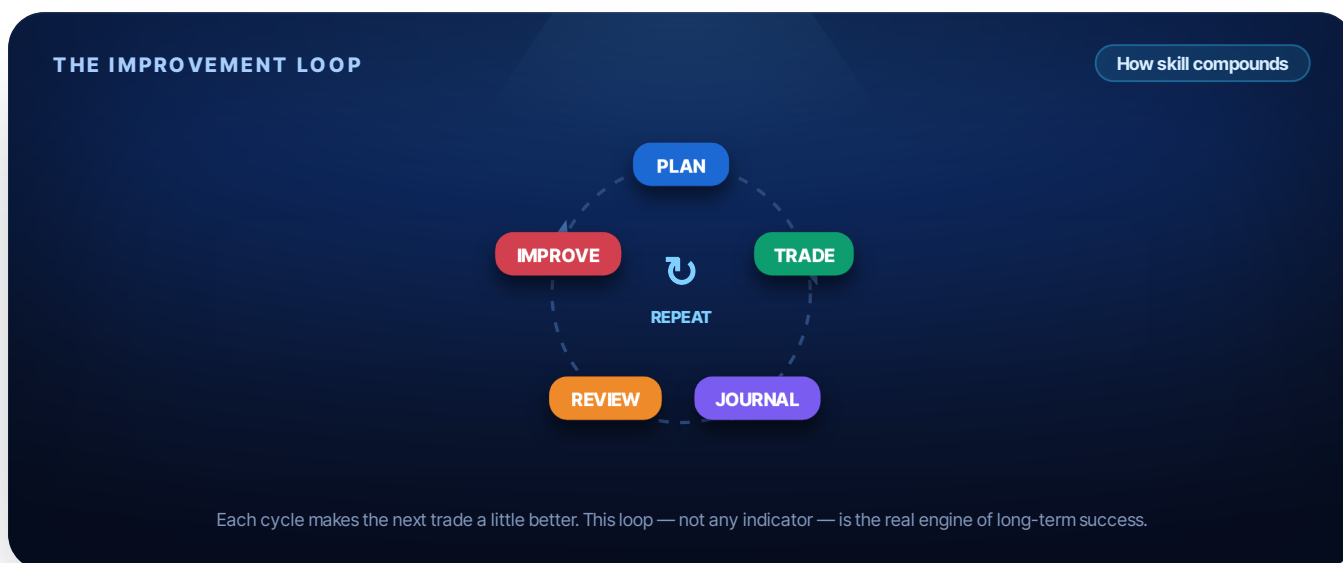 THE IMPROVEMENT LOOP
How skill compounds
PLAN
IMPROVE
TRADE
REPEAT
REVIEW
JOURNAL
Each cycle makes the next trade a little better. This loop — not any indicator — is the real engine of long-term success.